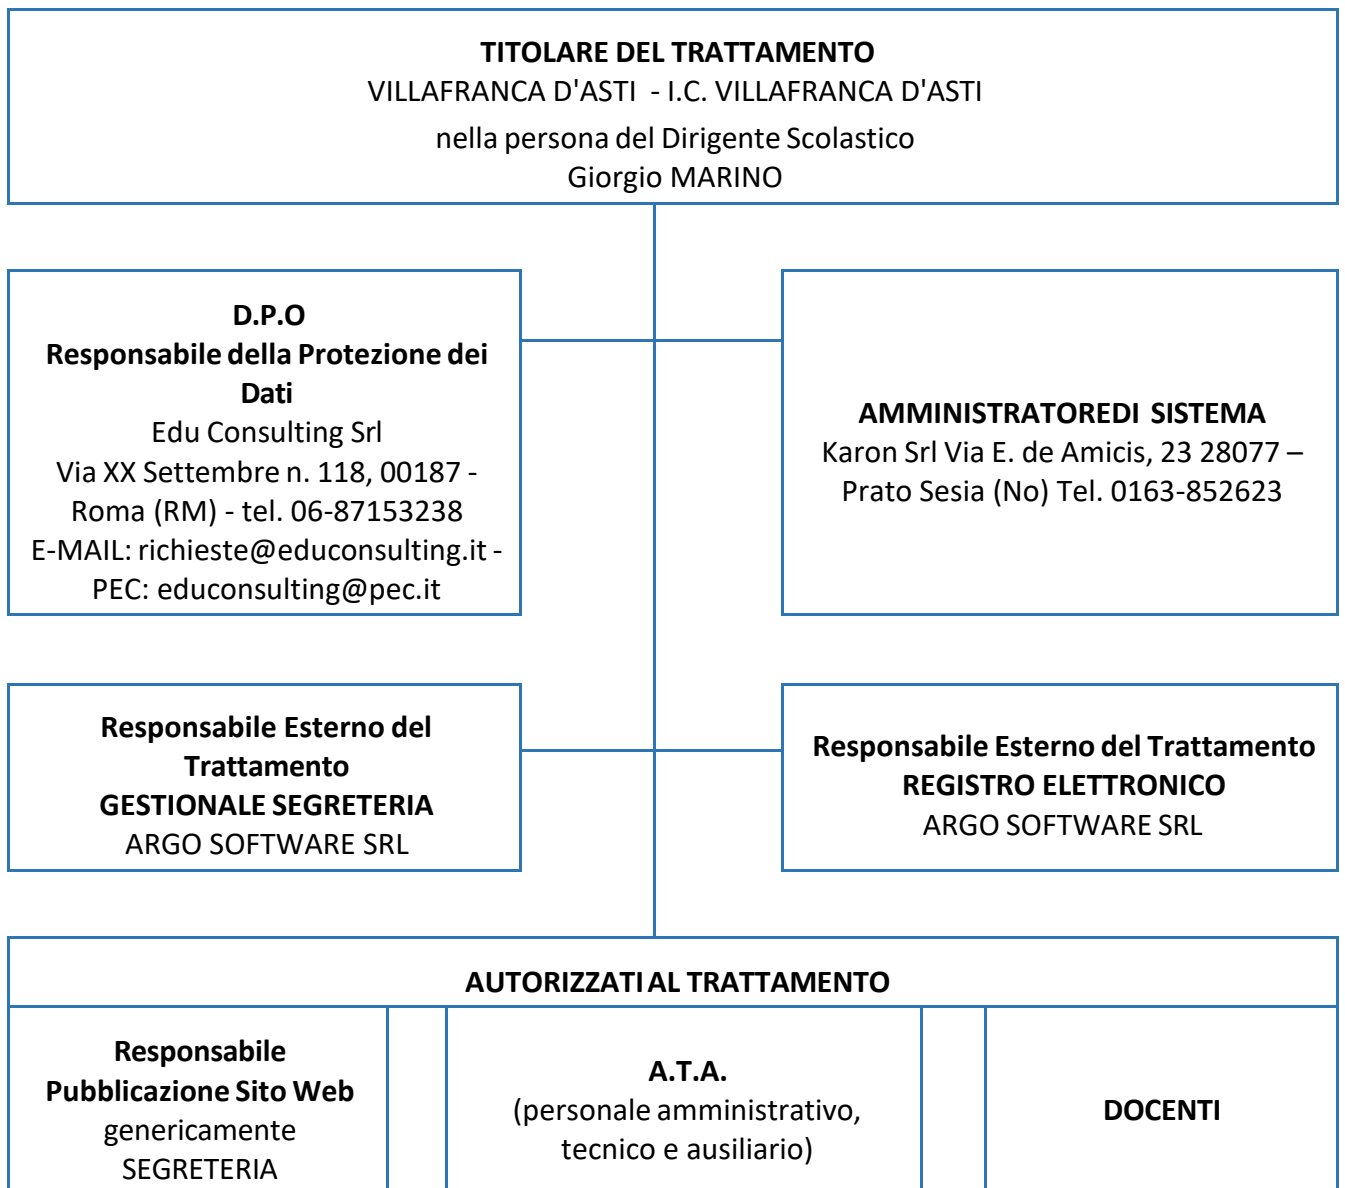 TITOLARE DEL TRATTAMENTO
VILLAFRANCA D'ASTI - I.C. VILLAFRANCA D'ASTI
nella persona del Dirigente Scolastico
Giorgio MARINO
D.P.O
Responsabile della Protezione dei
Dati
Edu Consulting Srl
Via XX Settembre n. 118, 00187 -
Roma (RM) - tel. 06-87153238
E-MAIL: richieste@educonsulting.it -
PEC: educonsulting@pec.it
AMMINISTRATOREDI SISTEMA
Karon Srl Via E. de Amicis, 23 28077 –
Prato Sesia (No) Tel. 0163-852623
Responsabile Esterno del
Trattamento
GESTIONALE SEGRETERIA
ARGO SOFTWARE SRL
Responsabile Esterno del Trattamento
REGISTRO ELETTRONICO
ARGO SOFTWARE SRL
AUTORIZZATI AL TRATTAMENTO
Responsabile
Pubblicazione Sito Web
genericamente
SEGRETERIA
A.T.A.
(personale amministrativo,
tecnico e ausiliario)
DOCENTI